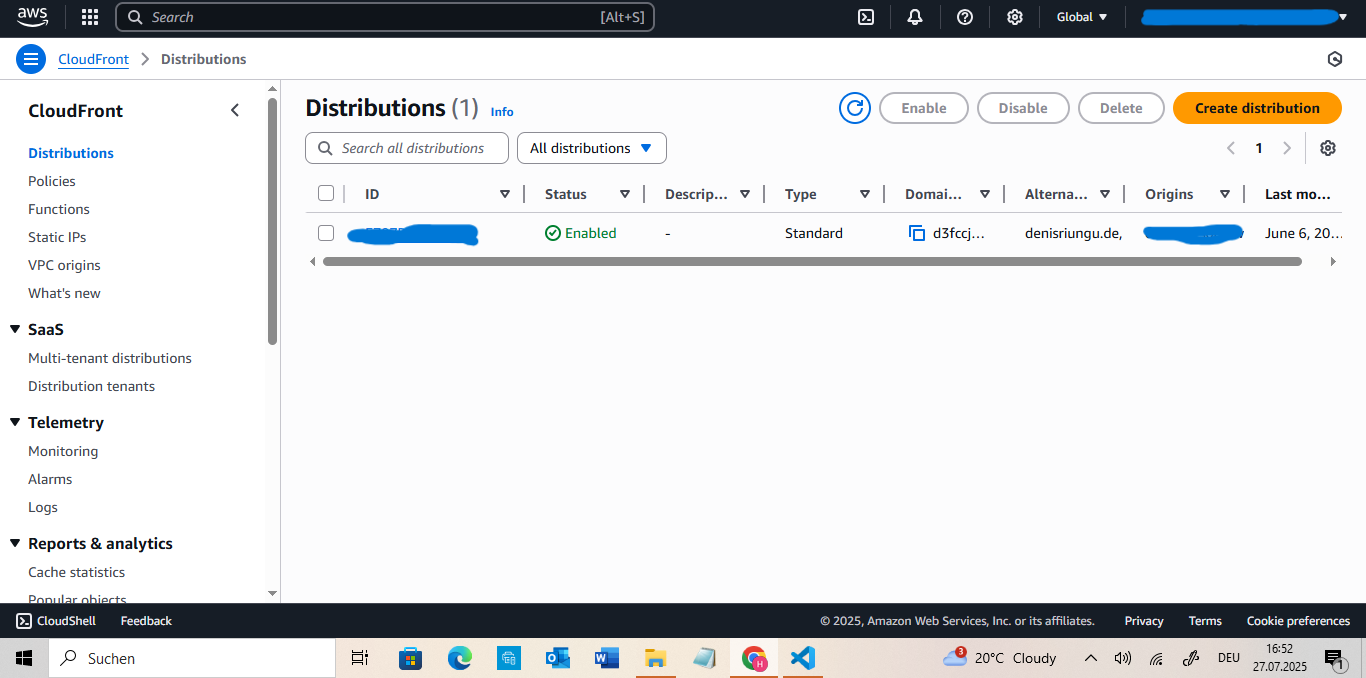 aws
Search [Alt+S] Global
CloudFront Distributions
CloudFront
Distributions
Policies
Functions
Static IPs
VPC origins
What's new
SaaS
Multi-tenant distributions
Distribution tenants
Telemetry
Monitoring
Alarms
Logs
Reports & analytics
Cache statistics
Popular objects
Distributions (1) Info Enable Disable Delete Create distribution
Search all distributions All distributions 1
ID Status Descrip... Type Domai... Alterna... Origins Last mo...
Enabled - Standard d3fccj... denisriungu.de, June 6, 20...
CloudShell Feedback © 2025, Amazon Web Services, Inc. or its affiliates. Privacy Terms Cookie preferences
Suchen 3 20°C Cloudy DEU 16:52
27.07.2025 1